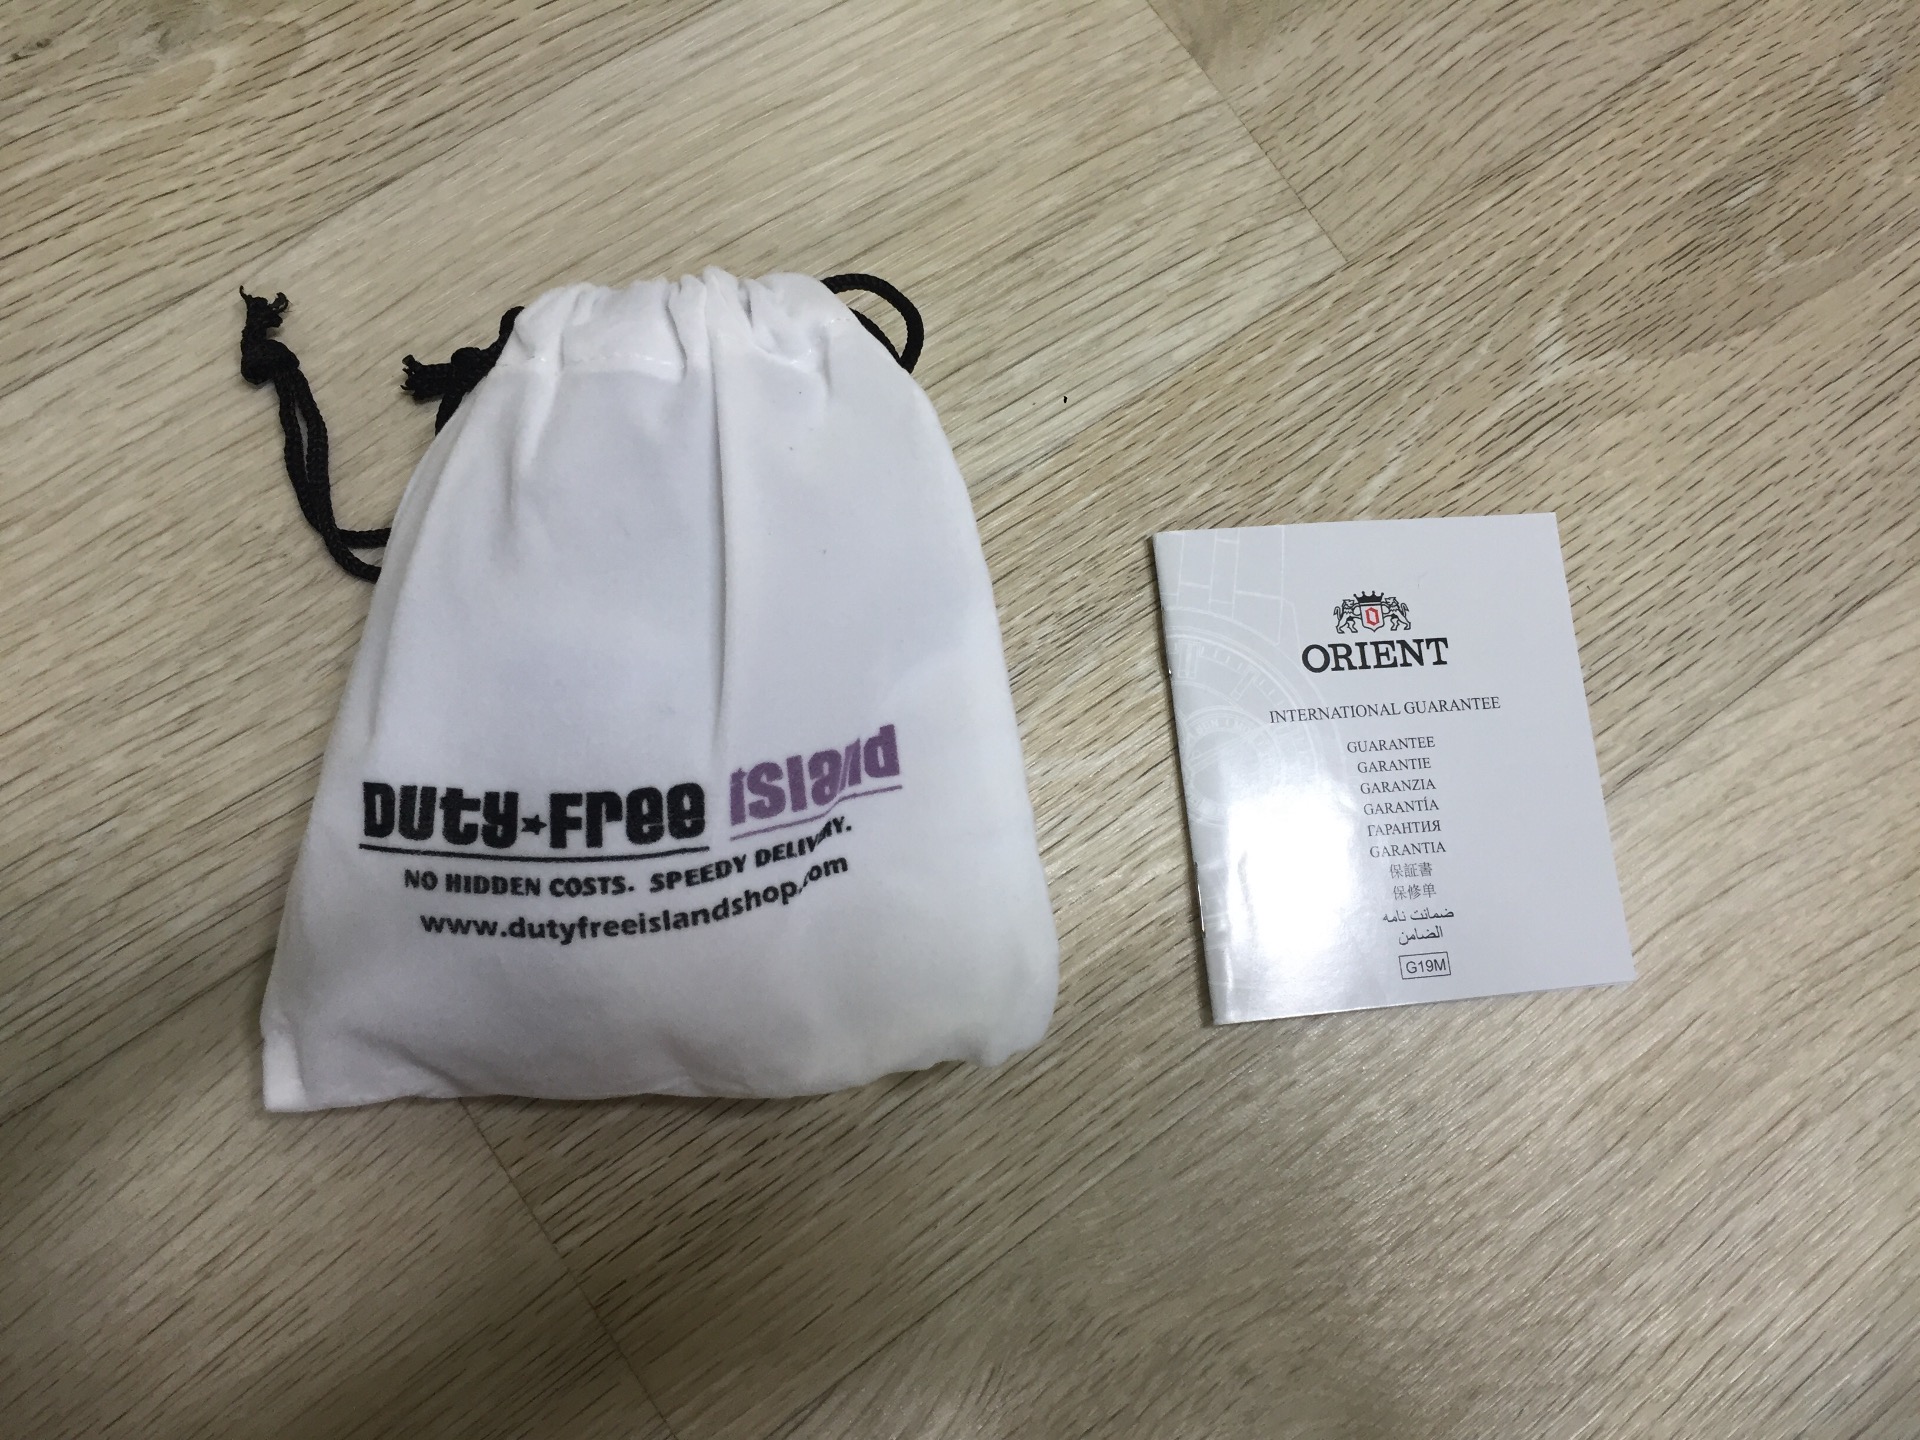 DUty★Free iSland
NO HIDDEN COSTS. SPEEDY DELIVERY.
www.dutyfreeislandshop.com
ORIENT
INTERNATIONAL GUARANTEE
GUARANTEE
GARANTIE
GARANZIA
GARANTÍA
ГАРАНТИЯ
GARANTIA
保証書
保修单
ضمانت نامه
الضامن
G19M